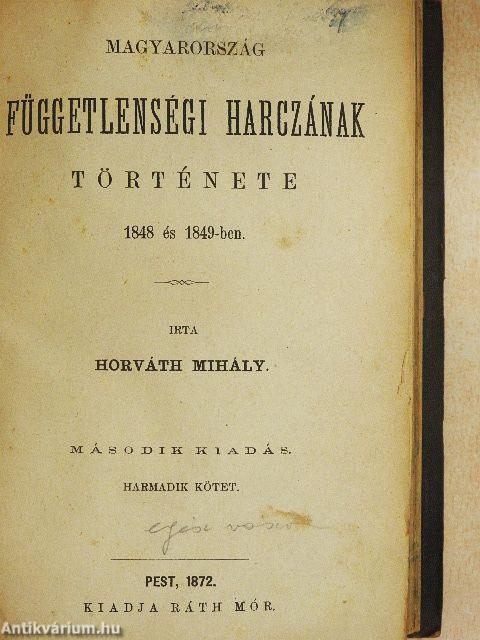 MAGYARORSZÁG
FÜGGETLENSÉGI HARCZÁNAK
TÖRTÉNETE
1848 és 1849-ben.
IRTA
HORVÁTH MIHÁLY.
MÁSODIK KIADÁS.
HARMADIK KÖTET.
PEST, 1872.
KIADJA RÁTH MÓR.
Antikvárium.hu